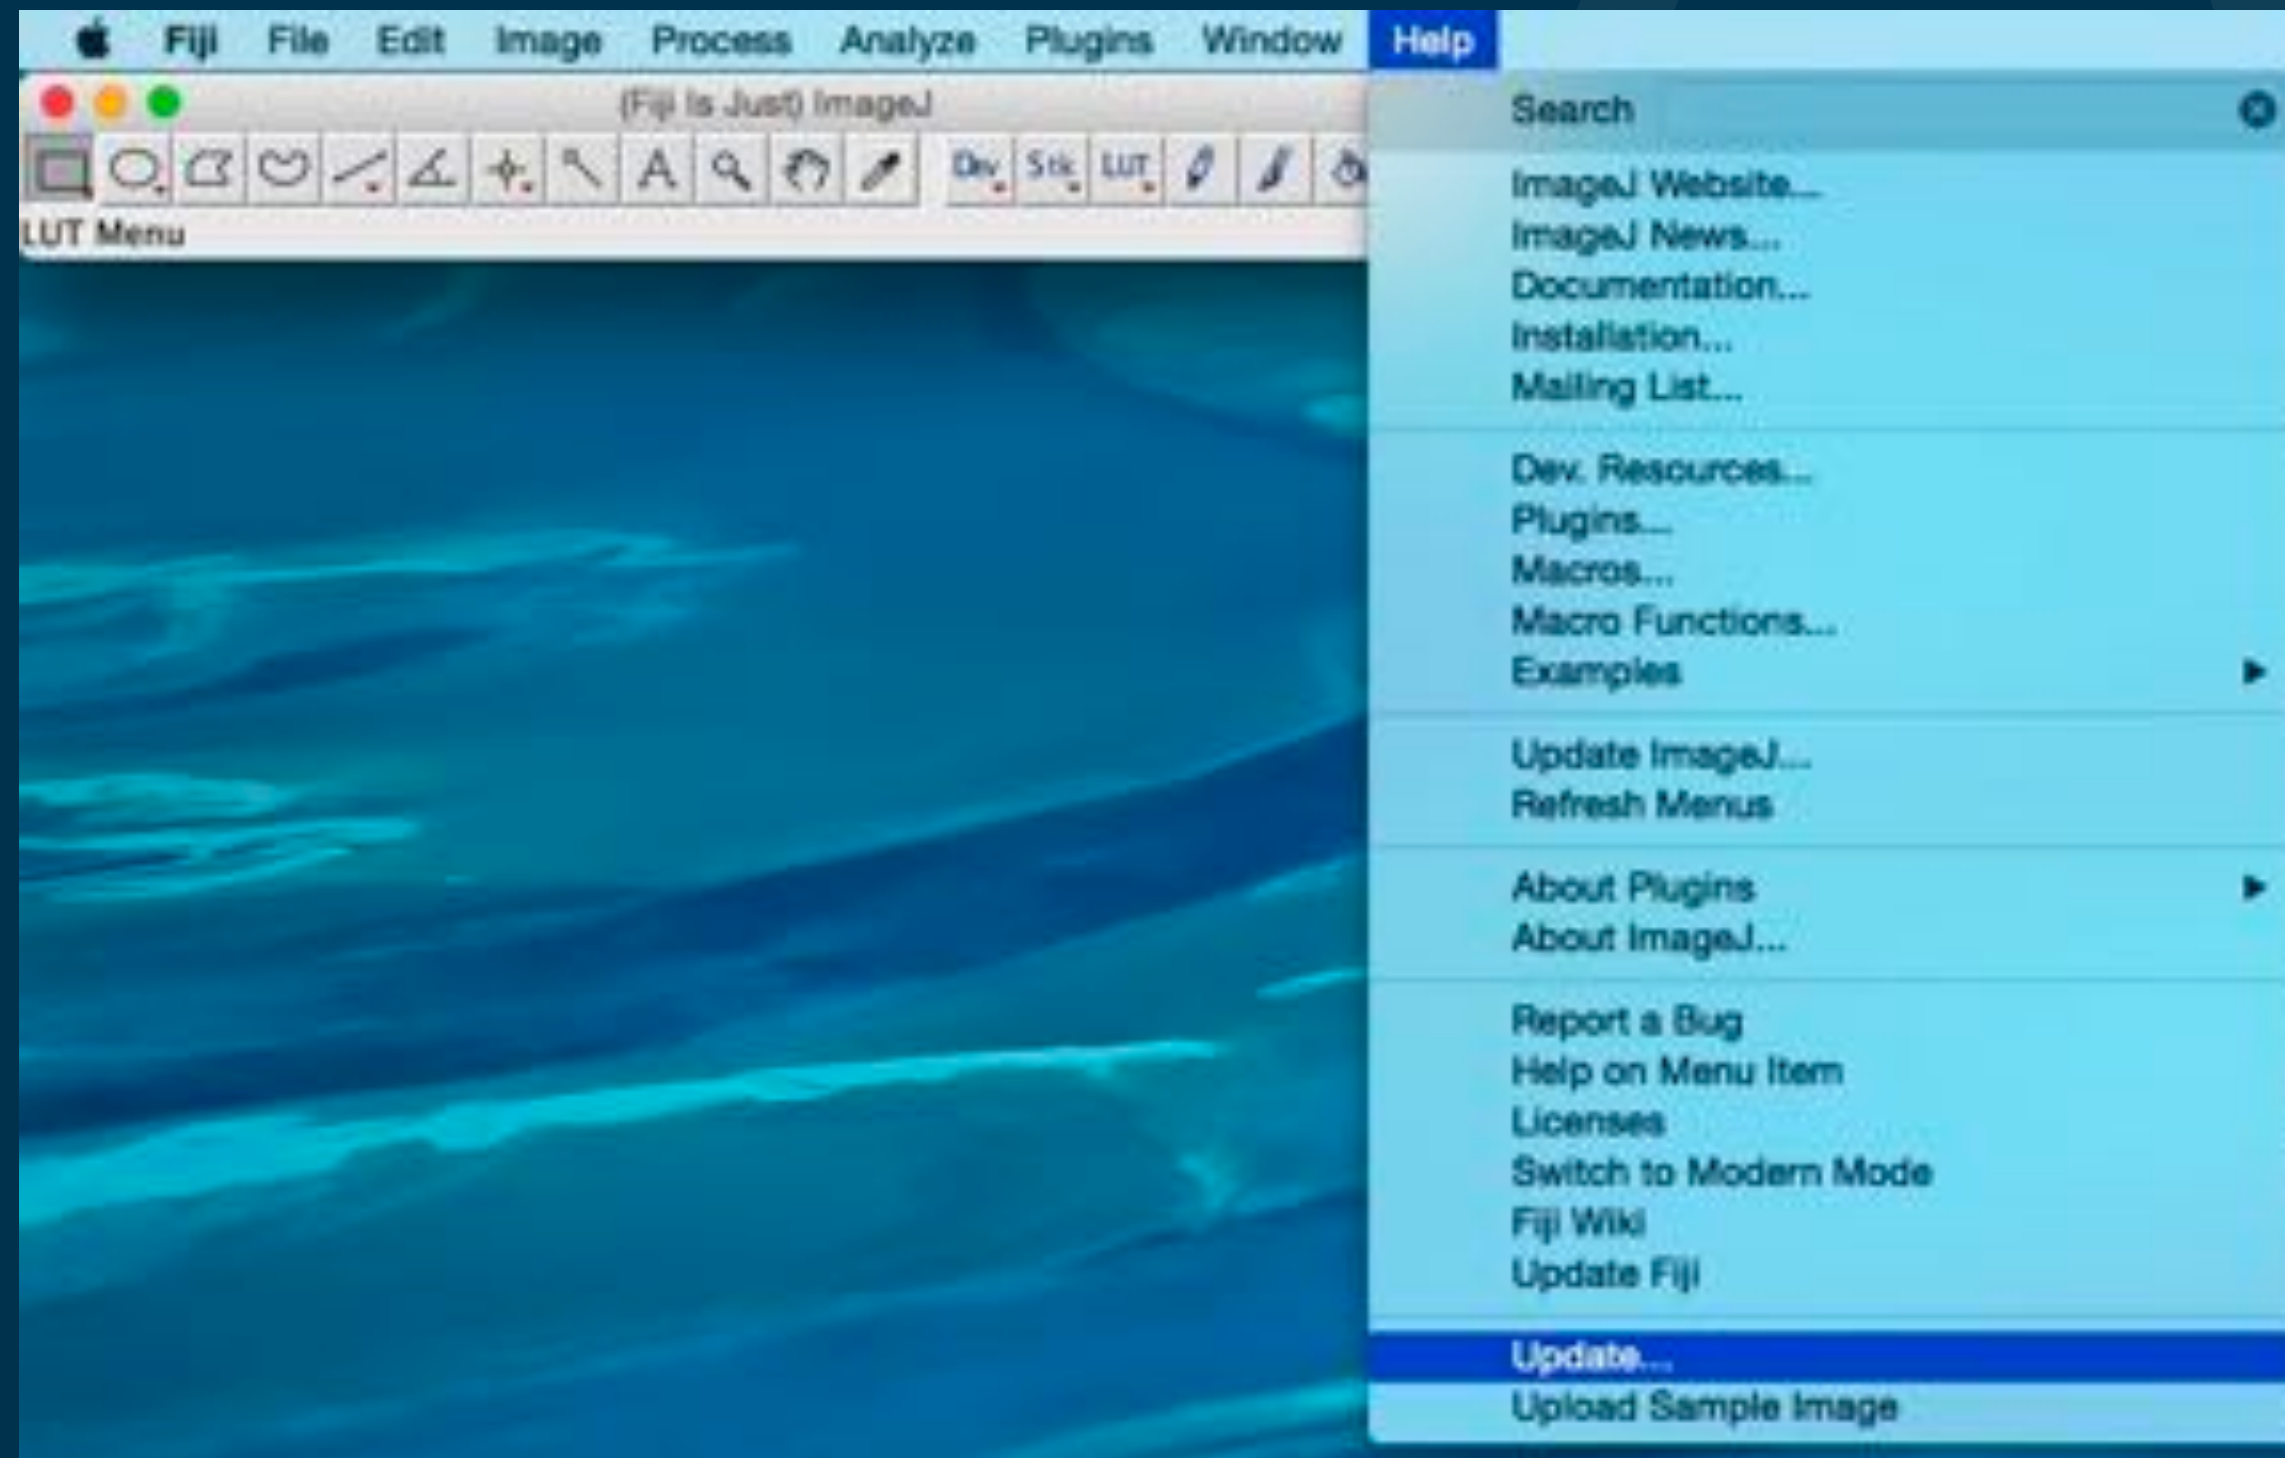 Fiji File Edit Image Process Analyze Plugins Window Help
(Fiji Is Just) ImageJ
A Dev Stk LUT
LUT Menu
Search
ImageJ Website...
ImageJ News...
Documentation...
Installation...
Mailing List...
Dev. Resources...
Plugins...
Macros...
Macro Functions...
Examples
Update ImageJ...
Refresh Menus
About Plugins
About ImageJ...
Report a Bug
Help on Menu Item
Licenses
Switch to Modern Mode
Fiji Wiki
Update Fiji
Update...
Upload Sample Image